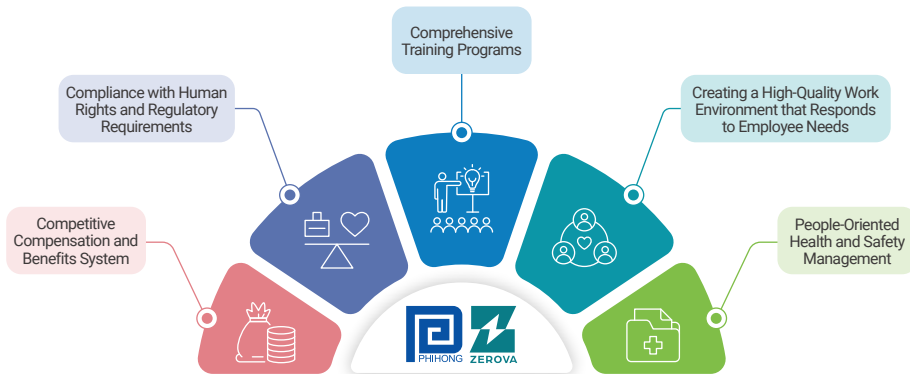 Comprehensive
Training Programs
Compliance with Human
Rights and Regulatory
Requirements
Creating a High-Quality Work
Environment that Responds
to Employee Needs
Competitive
Compensation and
Benefits System
People-Oriented
Health and Safety
Management
PHIHONG
ZEROVA